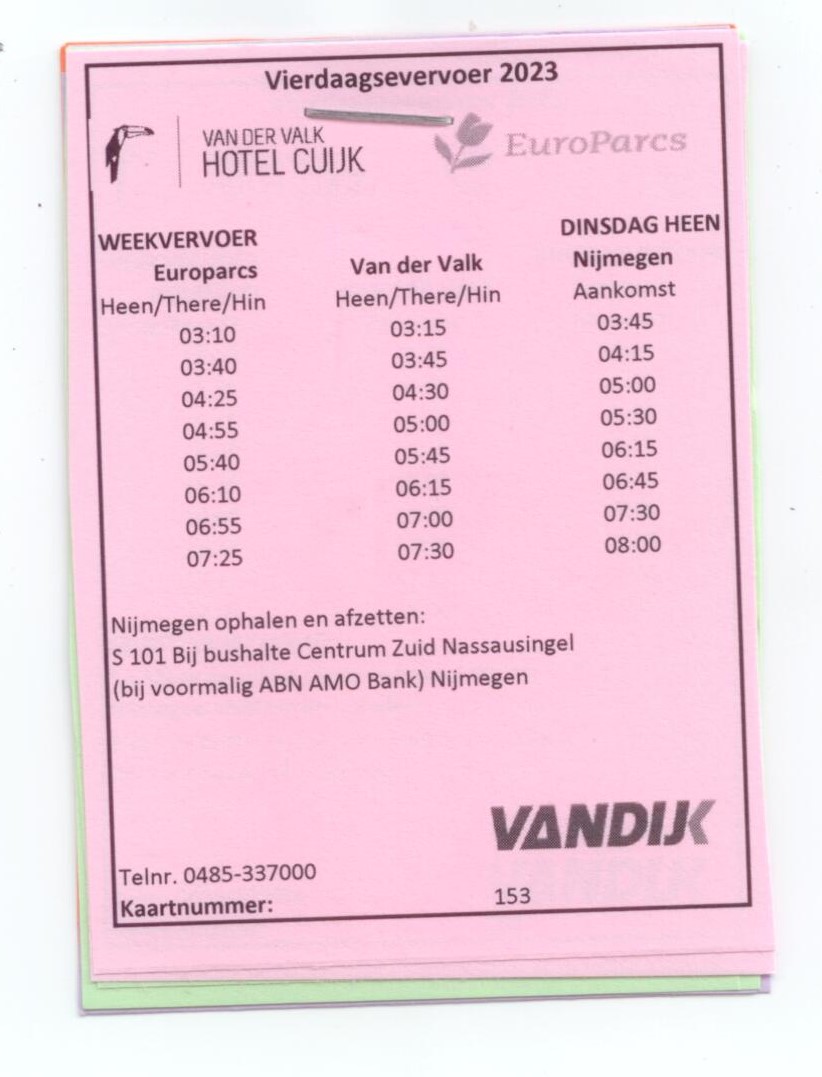 Vierdaagsevervoer 2023
VAN DER VALK
HOTEL CUIJK
EuroParcs
WEEKVERVOER DINSDAG HEEN
Europarcs Van der Valk Nijmegen
Heen/There/Hin Heen/There/Hin Aankomst
03:10 03:15 03:45
03:40 03:45 04:15
04:25 04:30 05:00
04:55 05:00 05:30
05:40 05:45 06:15
06:10 06:15 06:45
06:55 07:00 07:30
07:25 07:30 08:00
Nijmegen ophalen en afzetten:
S 101 Bij bushalte Centrum Zuid Nassausingel
(bij voormalig ABN AMO Bank) Nijmegen
VANDIJK
Telnr. 0485-337000
Kaartnummer: 153